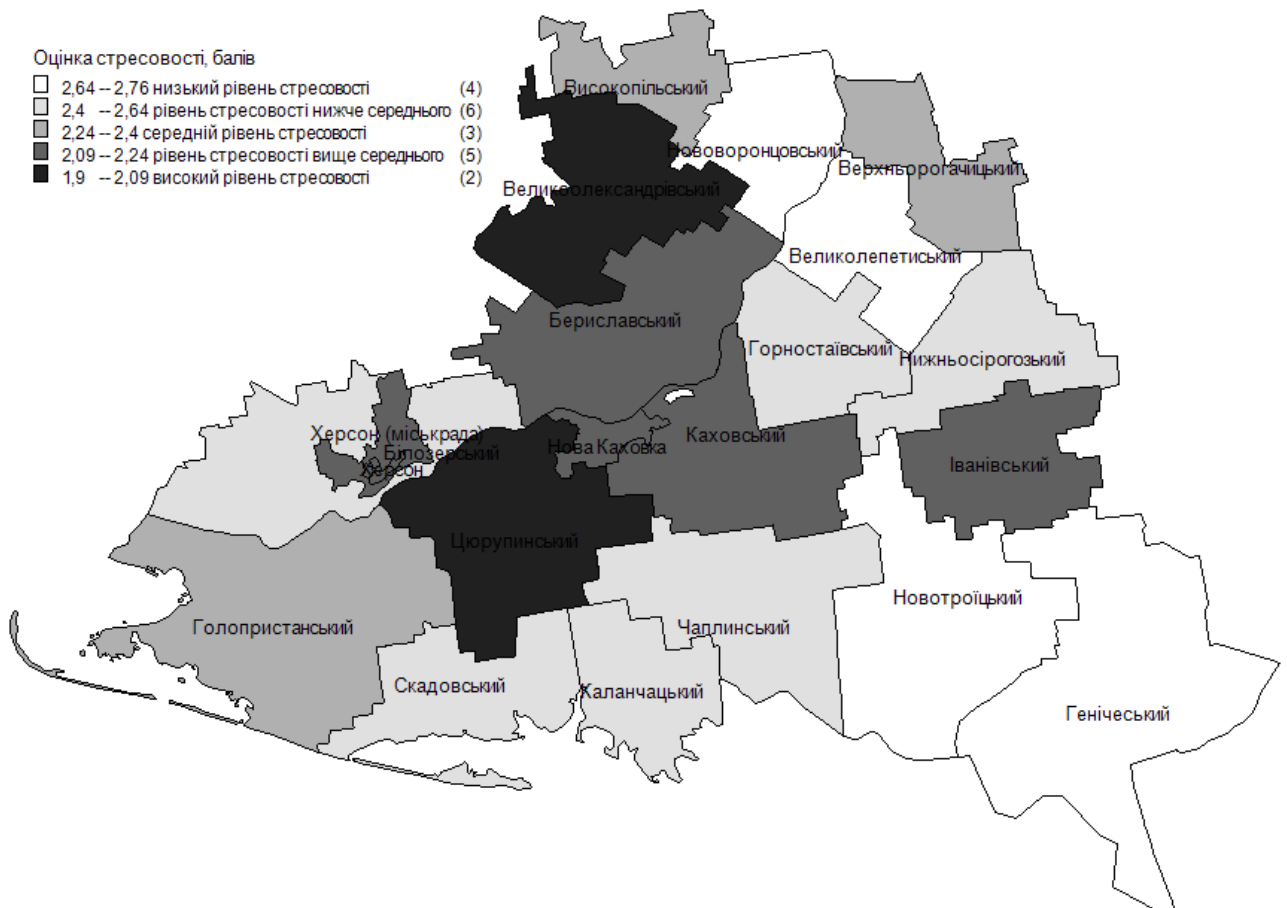 Оцінка стресовості, балів
2,64 -- 2,76 низький рівень стресовості (4)
2,4 -- 2,64 рівень стресовості нижче середнього (6)
2,24 -- 2,4 середній рівень стресовості (3)
2,09 -- 2,24 рівень стресовості вище середнього (5)
1,9 -- 2,09 високий рівень стресовості (2)
Високопільський
Нововоронцовський
Верхньорогачицький
Великоолександрівський
Великолепетиський
Бериславський
Горностаївський
Нижньосірогозький
Херсон (міськрада)
Білозерський
Херсон
Нова Каховка
Каховський
Іванівський
Цюрупинський
Новотроїцький
Голопристанський
Чаплинський
Скадовський
Каланчацький
Генічеський